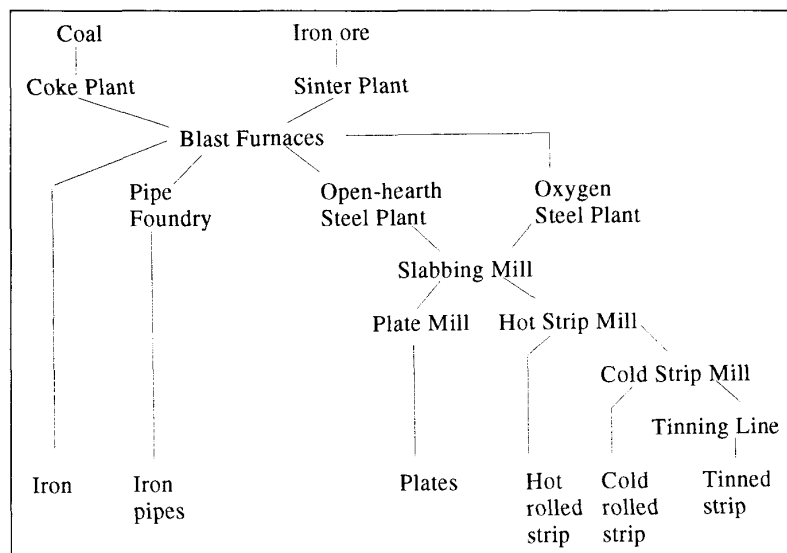 Coal
Iron ore
Coke Plant
Sinter Plant
Blast Furnaces
Pipe
Foundry
Open-hearth
Steel Plant
Oxygen
Steel Plant
Slabbing Mill
Plate Mill
Hot Strip Mill
Cold Strip Mill
Tinning Line
Iron
Iron
pipes
Plates
Hot
rolled
strip
Cold
rolled
strip
Tinned
strip